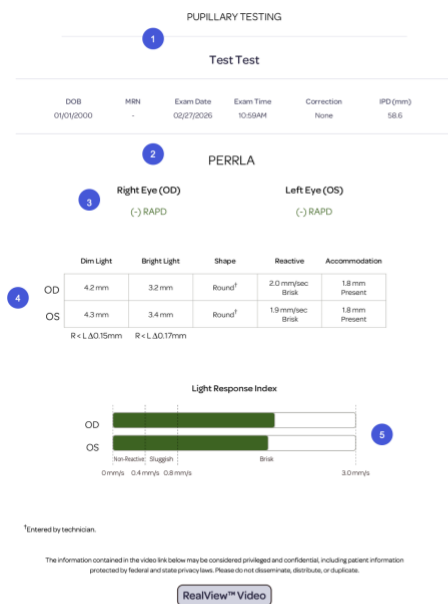 PUPILLARY TESTING
1
Test Test
DOB MRN Exam Date Exam Time Correction IPD (mm)
01/01/2000 - 02/27/2026 10:59AM None 58.6
2
PERRLA
3
Right Eye (OD) Left Eye (OS)
(-) RAPD (-) RAPD
Dim Light Bright Light Shape Reactive Accommodation
4
OD 4.2 mm 3.2 mm Round† 2.0 mm/sec Brisk 1.8 mm Present
OS 4.3 mm 3.4 mm Round† 1.9 mm/sec Brisk 1.8 mm Present
R < L Δ0.15mm R < L Δ0.17mm
Light Response Index
OD
5
OS
Non-Reactive Sluggish Brisk
0 mm/s 0.4 mm/s 0.8 mm/s 3.0 mm/s
†Entered by technician.
The information contained in the video link below may be considered privileged and confidential, including patient information
protected by federal and state privacy laws. Please do not disseminate, distribute, or duplicate.
RealView™ Video